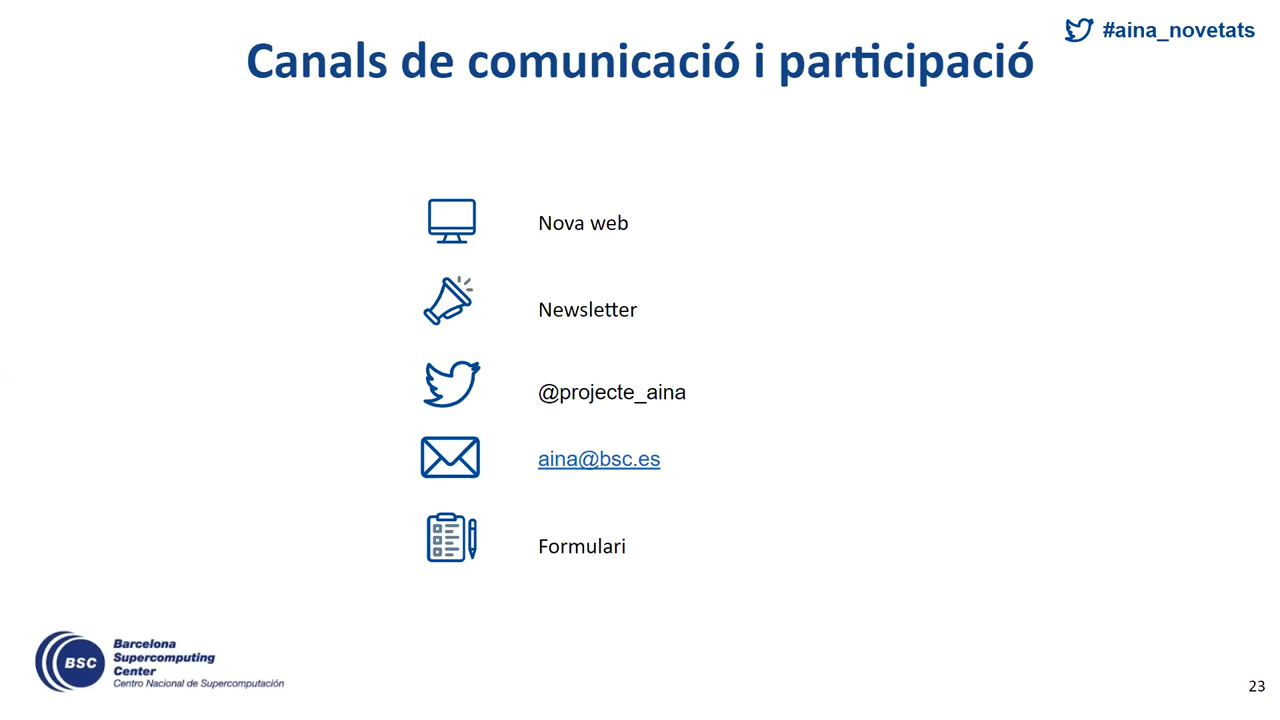 #aina_novetats
Canals de comunicació i participació
Nova web
Newsletter
@projecte_aina
aina@bsc.es
Formulari
BSC
Barcelona
Supercomputing
Center
Centro Nacional de Supercomputación
23